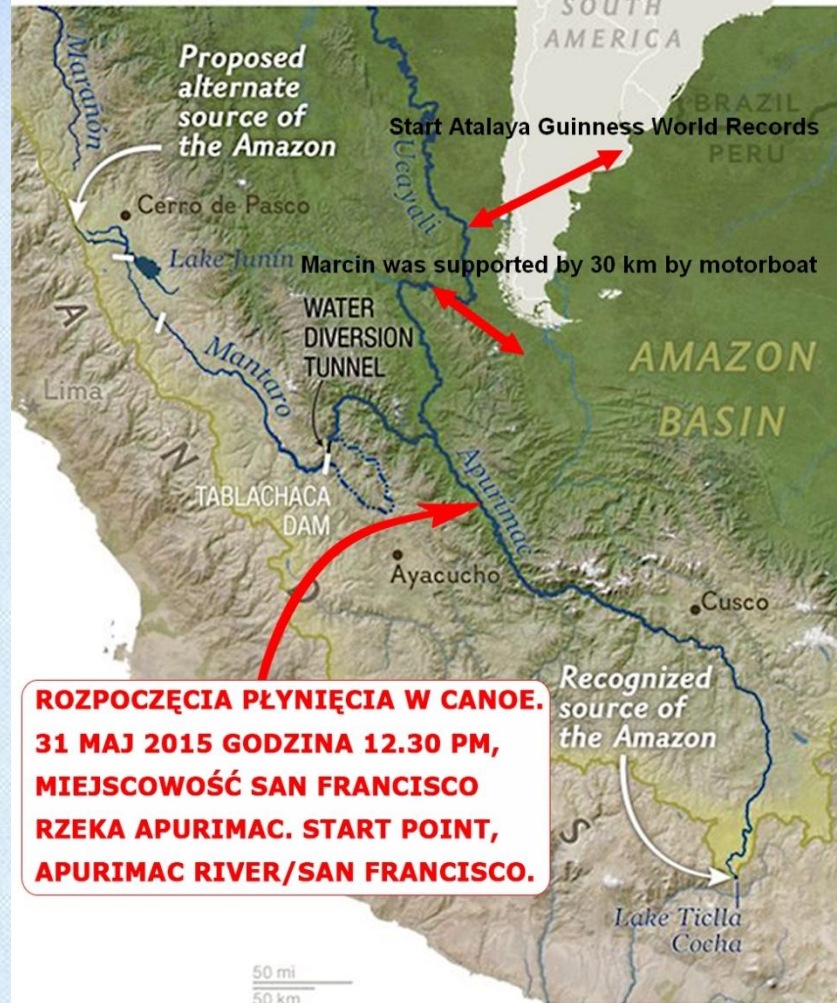 SOUTH
AMERICA
Marañón
Proposed
alternate
source of
the Amazon
BRAZIL
PERU
Start Atalaya Guinness World Records
Ucayali
Cerro de Pasco
Lake Junín
Marcin was supported by 30 km by motorboat
WATER
DIVERSION
TUNNEL
Mantaro
AMAZON
BASIN
Lima
ANDES
TABLACHACA
DAM
Apurimac
Ayacucho
Cusco
ROZPOCZĘCIA PŁYNIĘCIA W CANOE.
31 MAJ 2015 GODZINA 12.30 PM,
MIEJSCOWOŚĆ SAN FRANCISCO
RZEKA APURIMAC. START POINT,
APURIMAC RIVER/SAN FRANCISCO.
Recognized
source of
the Amazon
Lake Ticlla
Cocha
50 mi
50 km